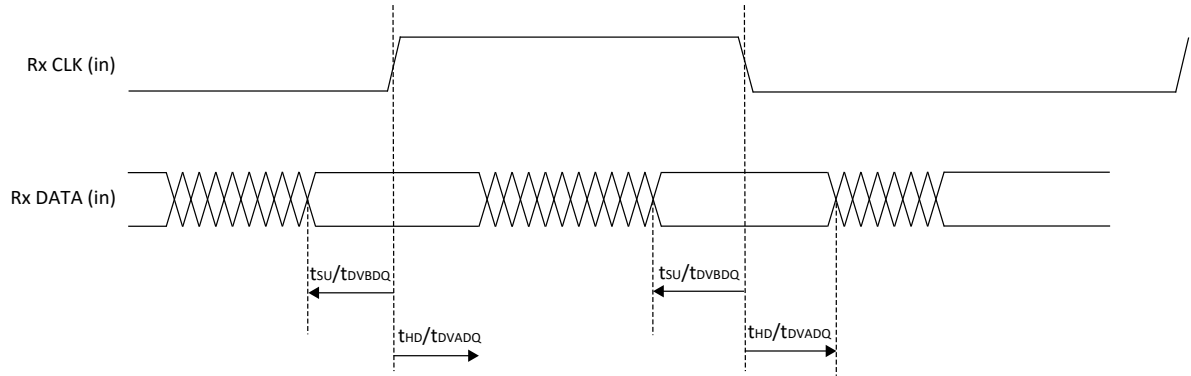 Rx CLK (in)
Rx DATA (in)
tSU/tDVBDQ
tSU/tDVBDQ
tHD/tDVADQ
tHD/tDVADQ